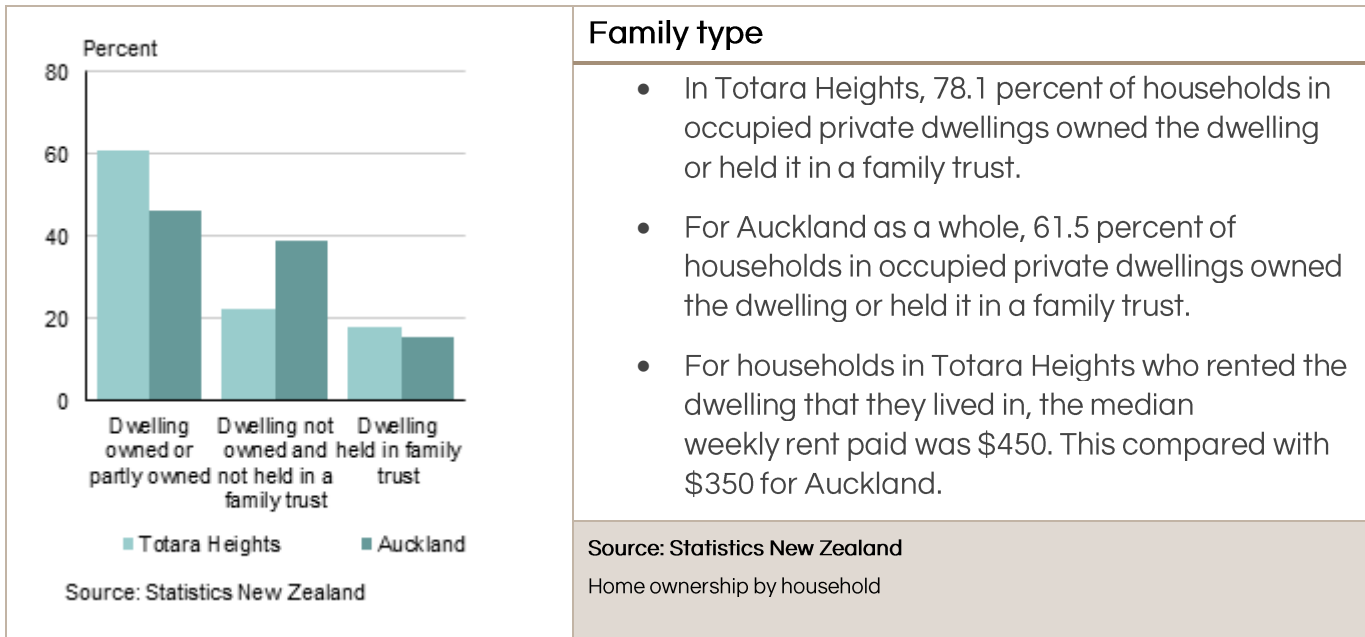 Percent
80
60
40
20
0
Dwelling owned or partly owned
Dwelling not owned and not held in a family trust
Dwelling held in family trust
Totara Heights
Auckland
Source: Statistics New Zealand
Family type
• In Totara Heights, 78.1 percent of households in
occupied private dwellings owned the dwelling
or held it in a family trust.
• For Auckland as a whole, 61.5 percent of
households in occupied private dwellings owned
the dwelling or held it in a family trust.
• For households in Totara Heights who rented the
dwelling that they lived in, the median
weekly rent paid was $450. This compared with
$350 for Auckland.
Source: Statistics New Zealand
Home ownership by household